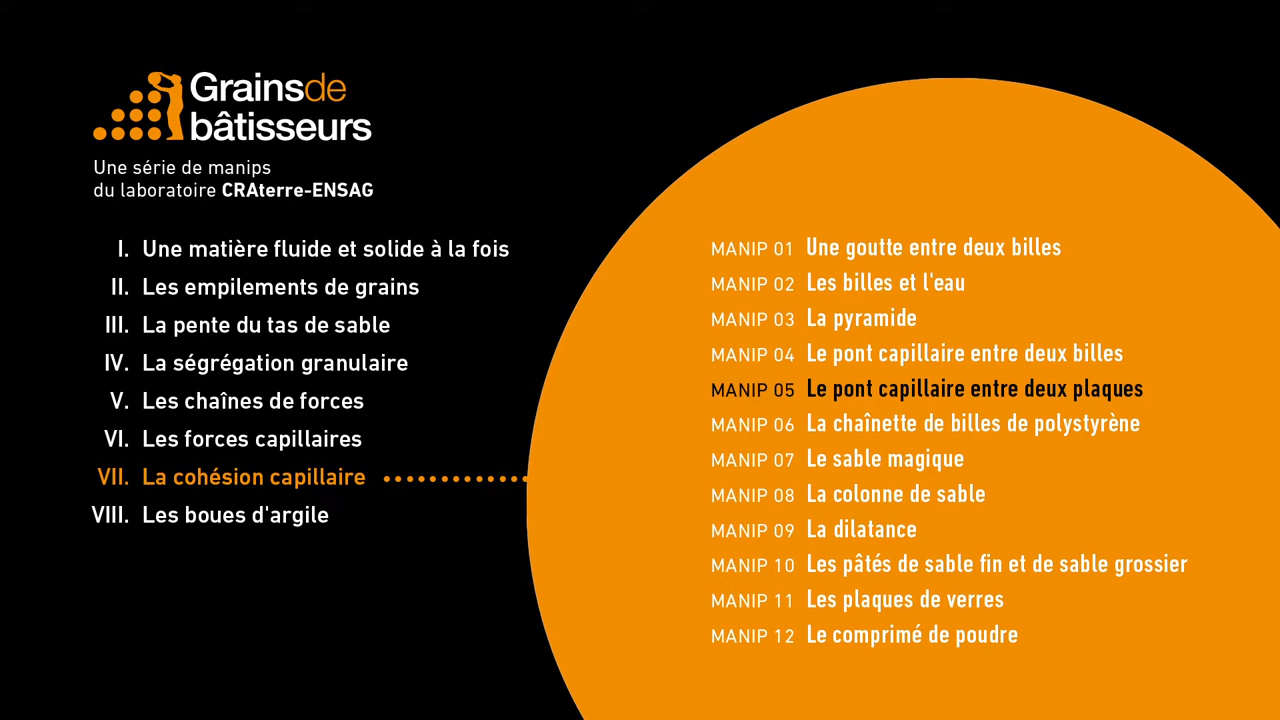 Grainsde
bâtisseurs
Une série de manips
du laboratoire CRAterre-ENSAG
I. Une matière fluide et solide à la fois
II. Les empilements de grains
III. La pente du tas de sable
IV. La ségrégation granulaire
V. Les chaînes de forces
VI. Les forces capillaires
VII. La cohésion capillaire
VIII. Les boues d'argile
MANIP 01 Une goutte entre deux billes
MANIP 02 Les billes et l'eau
MANIP 03 La pyramide
MANIP 04 Le pont capillaire entre deux billes
MANIP 05 Le pont capillaire entre deux plaques
MANIP 06 La chaînette de billes de polystyrène
MANIP 07 Le sable magique
MANIP 08 La colonne de sable
MANIP 09 La dilatance
MANIP 10 Les pâtés de sable fin et de sable grossier
MANIP 11 Les plaques de verres
MANIP 12 Le comprimé de poudre